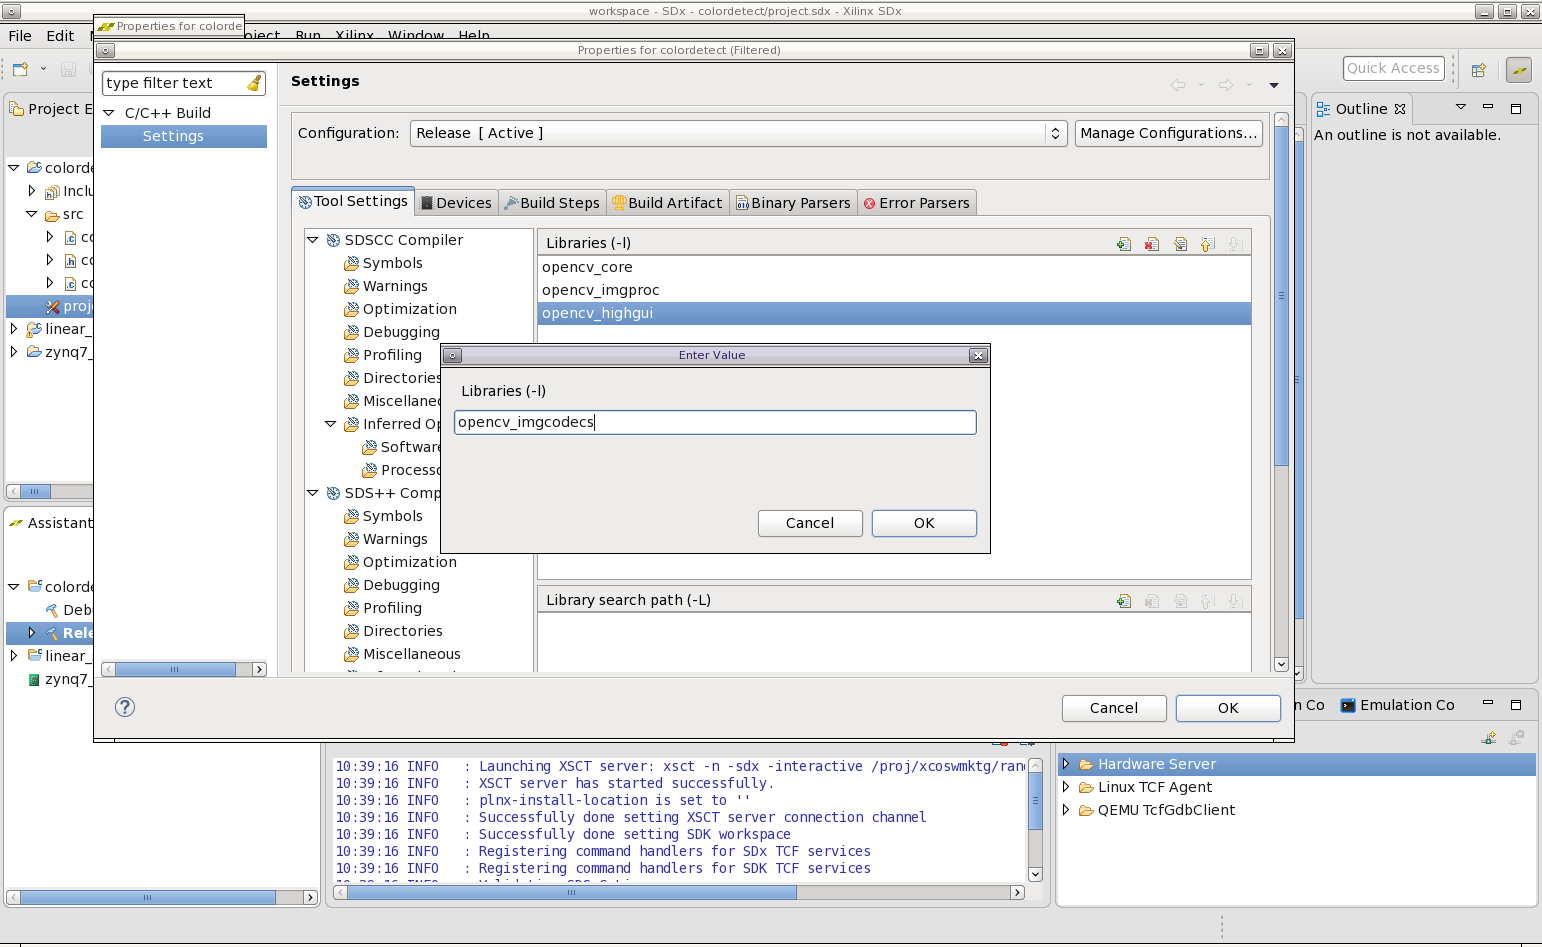 workspace - SDx - colordetect/project.sdx - Xilinx SDx
Properties for colorde
File Edit
Run Xilinx Window Help
Properties for colordetect (Filtered)
type filter text
C/C++ Build
Settings
Settings
Configuration: Release [ Active ] Manage Configurations...
Tool Settings Devices Build Steps Build Artifact Binary Parsers Error Parsers
SDSCC Compiler
Symbols
Warnings
Optimization
Debugging
Profiling
Directories
Miscellaneo
Inferred Op
Software
Processo
SDS++ Comp
Symbols
Warnings
Optimization
Debugging
Profiling
Directories
Miscellaneous
Libraries (-l)
opencv_core
opencv_imgproc
opencv_highgui
Enter Value
Libraries (-l)
opencv_imgcodecs
Cancel OK
Library search path (-L)
Cancel OK
Quick Access
Outline
An outline is not available.
Project E
colorde
Inclu
src
co
co
co
proje
linear_
zynq7_
Assistant
colorde
Debu
Rele
linear_
zynq7_
10:39:16 INFO : Launching XSCT server: xsct -n -sdx -interactive /proj/xcoswmktg/ran
10:39:16 INFO : XSCT server has started successfully.
10:39:16 INFO : plnx-install-location is set to ''
10:39:16 INFO : Successfully done setting XSCT server connection channel
10:39:16 INFO : Successfully done setting SDK workspace
10:39:16 INFO : Registering command handlers for SDx TCF services
10:39:16 INFO : Registering command handlers for SDK TCF services
n Co Emulation Co
Hardware Server
Linux TCF Agent
QEMU TcfGdbClient